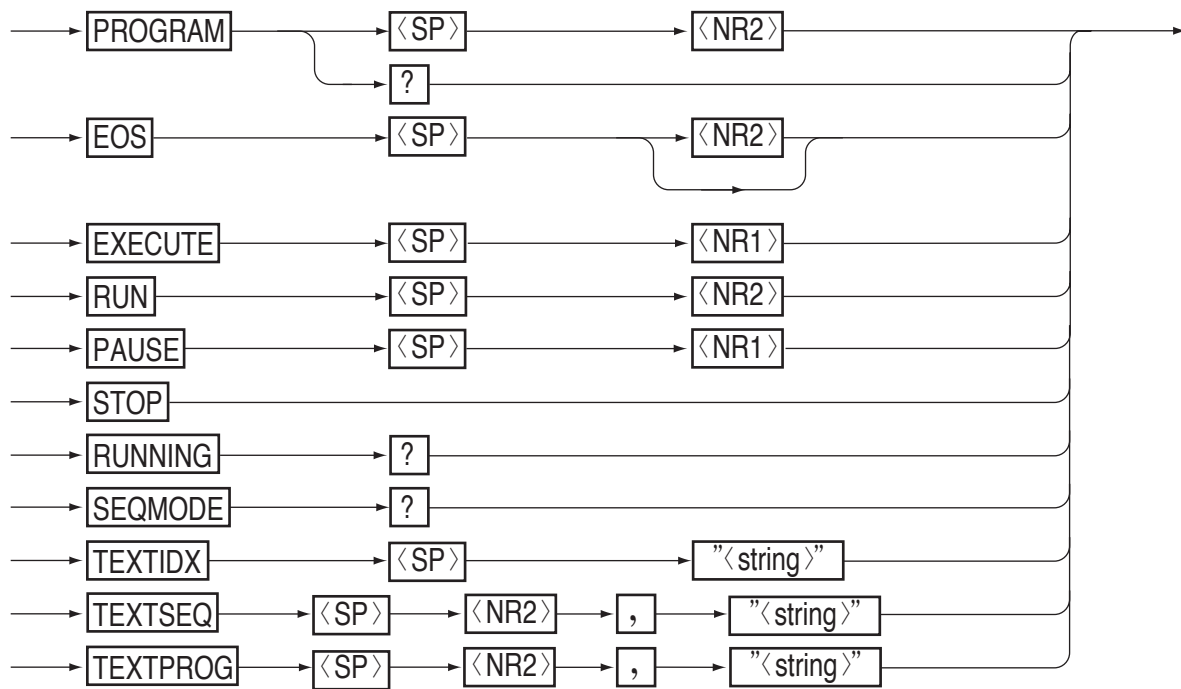 PROGRAM 〈SP〉 〈NR2〉
?
EOS 〈SP〉 〈NR2〉
EXECUTE 〈SP〉 〈NR1〉
RUN 〈SP〉 〈NR2〉
PAUSE 〈SP〉 〈NR1〉
STOP
RUNNING ?
SEQMODE ?
TEXTIDX 〈SP〉 ”〈string〉”
TEXTSEQ 〈SP〉 〈NR2〉 , ”〈string〉”
TEXTPROG 〈SP〉 〈NR2〉 , ”〈string〉”